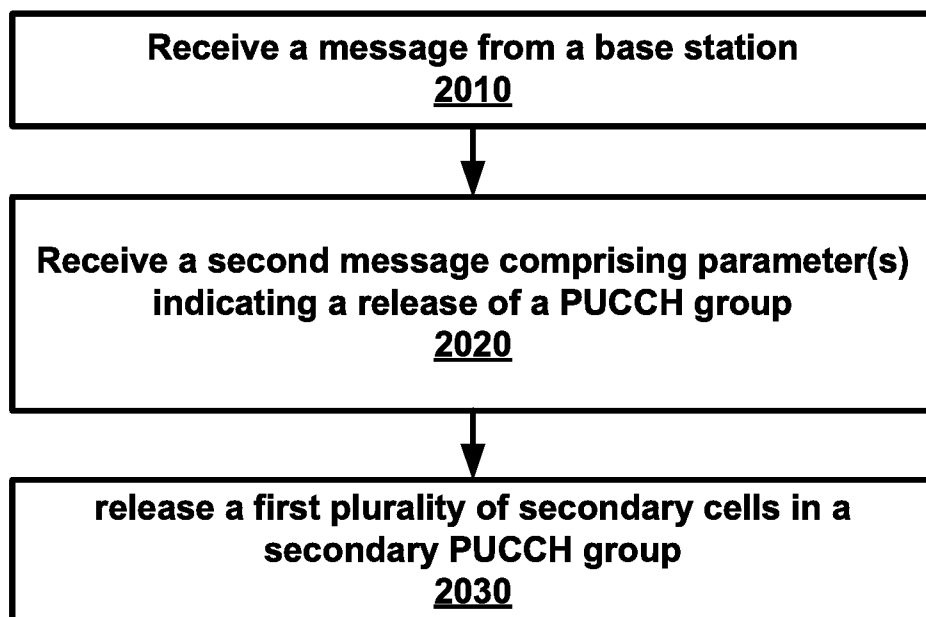 Receive a message from a base station
2010
Receive a second message comprising parameter(s)
indicating a release of a PUCCH group
2020
release a first plurality of secondary cells in a
secondary PUCCH group
2030